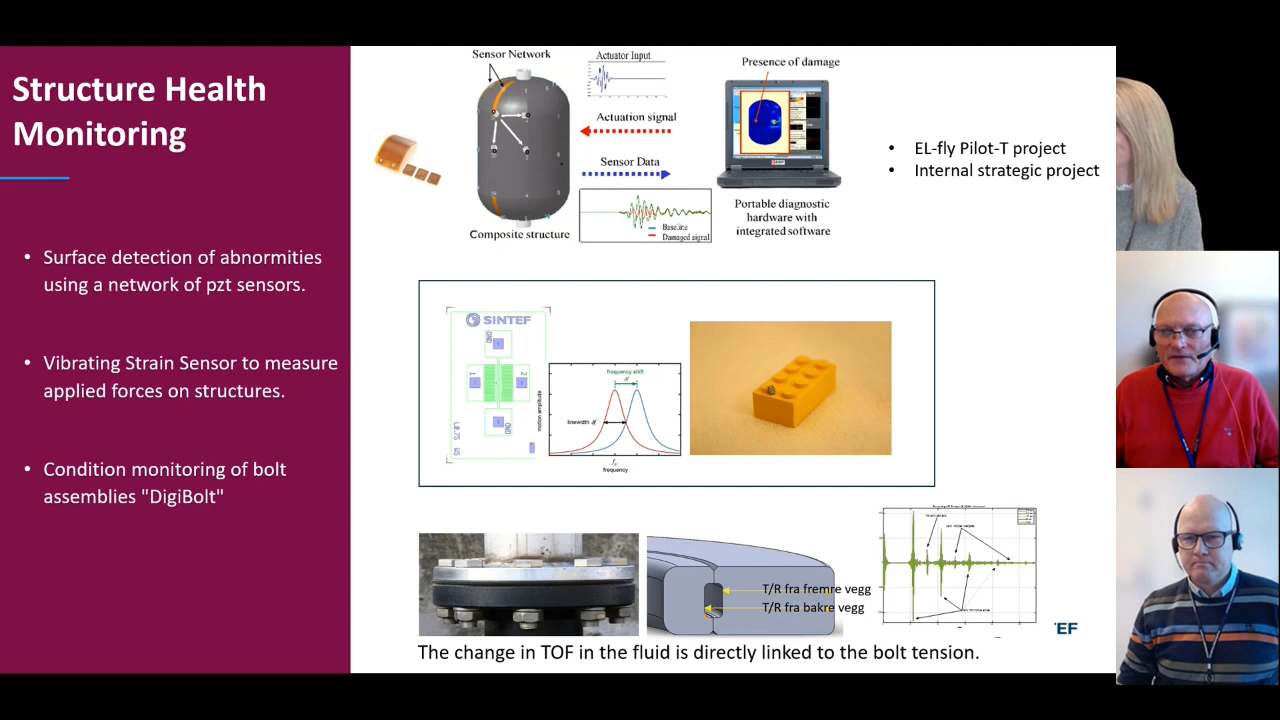 Structure Health
Monitoring
• Surface detection of abnormities
using a network of pzt sensors.
• Vibrating Strain Sensor to measure
applied forces on structures.
• Condition monitoring of bolt
assemblies "DigiBolt"
Sensor Network
Actuator Input
Presence of damage
Actuation signal
Sensor Data
Baseline
Damaged signal
Composite structure
Portable diagnostic
hardware with
integrated software
• EL-fly Pilot-T project
• Internal strategic project
SINTEF
GND
1
2
GND
motion amplitude
frequency shift
linewidth
frequency
T/R fra fremre vegg
T/R fra bakre vegg
EF
The change in TOF in the fluid is directly linked to the bolt tension.